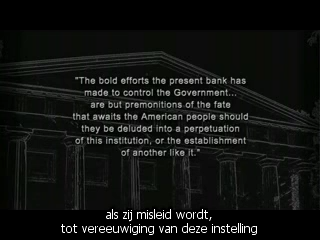 "The bold efforts the present bank has
made to control the Government...
are but premonitions of the fate
that awaits the American people should
they be deluded into a perpetuation
of this institution, or the establishment
of another like it."
als zij misleid wordt,
tot vereeuwiging van deze instelling